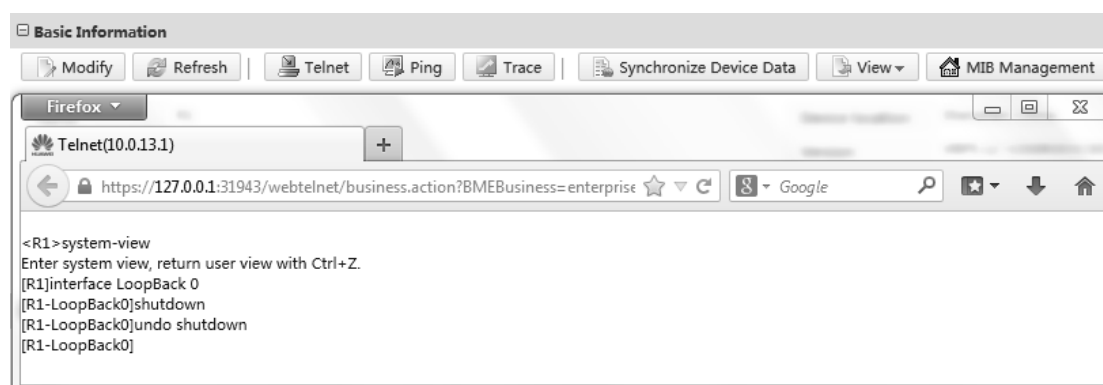 Basic Information
Modify Refresh Telnet Ping Trace Synchronize Device Data View MIB Management
Firefox
Telnet(10.0.13.1)
https://127.0.0.1:31943/webtelnet/business.action?BMEBusiness=enterprise Google
<R1>system-view
Enter system view, return user view with Ctrl+Z.
[R1]interface LoopBack 0
[R1-LoopBack0]shutdown
[R1-LoopBack0]undo shutdown
[R1-LoopBack0]